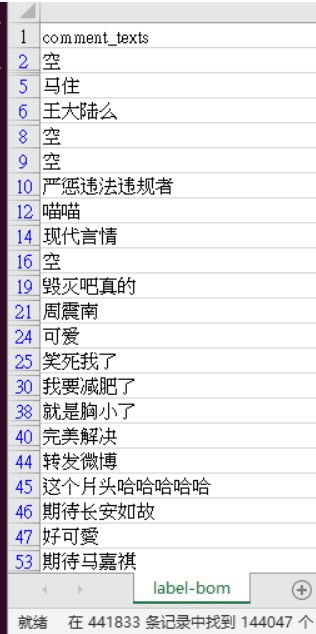 1 comment_texts
2 空
5 马住
6 王大陆么
8 空
9 空
10 严惩违法违规者
12 喵喵
14 现代言情
16 空
19 毁灭吧真的
21 周震南
24 可爱
25 笑死我了
30 我要减肥了
38 就是胸小了
40 完美解决
44 转发微博
45 这个片头哈哈哈哈哈
46 期待长安如故
47 好可愛
53 期待马嘉祺
label-bom
就绪 在 441833 条记录中找到 144047 个